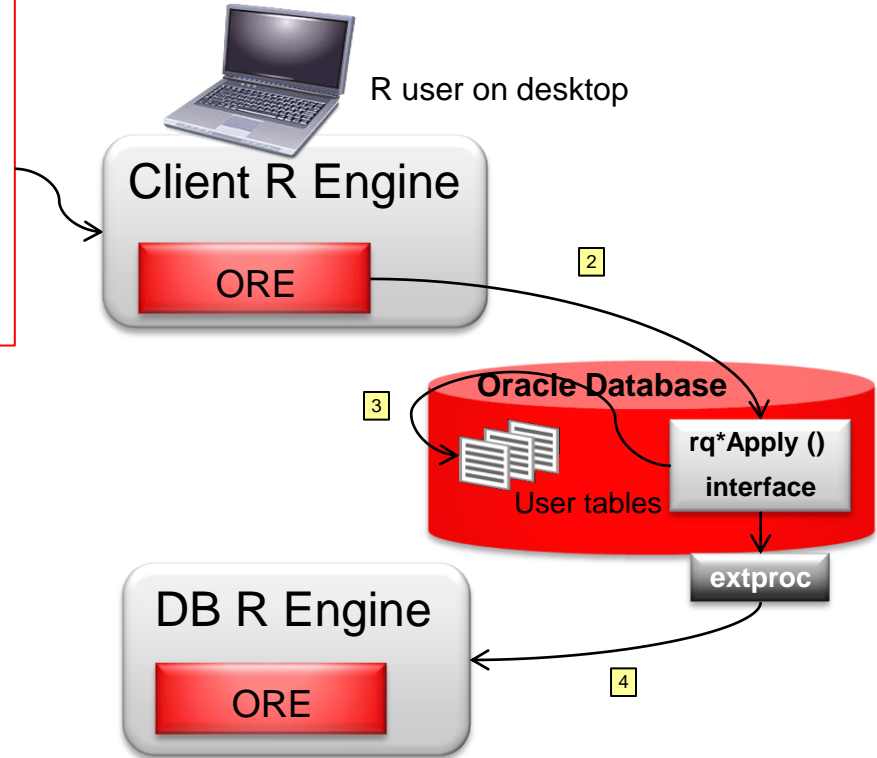 R user on desktop
Client R Engine
ORE
2
Oracle Database
3
rq*Apply ()
interface
User tables
extproc
DB R Engine
ORE
4